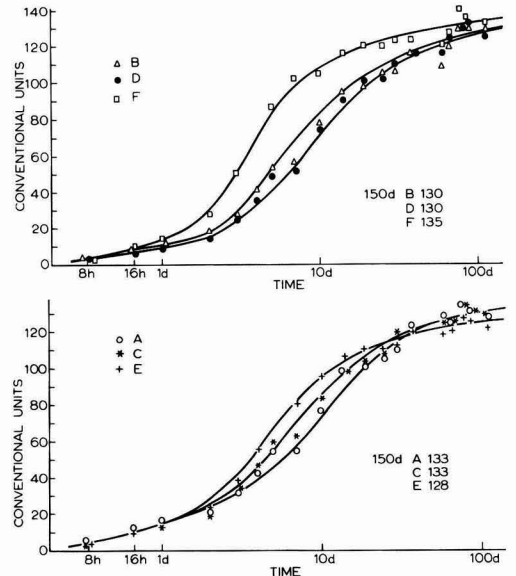 140
120
100
80
60
40
20
0
CONVENTIONAL UNITS
△ B
● D
□ F
150d B 130
D 130
F 135
8h 16h 1d 10d 100d
TIME
120
100
80
60
40
20
0
CONVENTIONAL UNITS
○ A
* C
+ E
150d A 133
C 133
E 128
8h 16h 1d 10d 100d
TIME